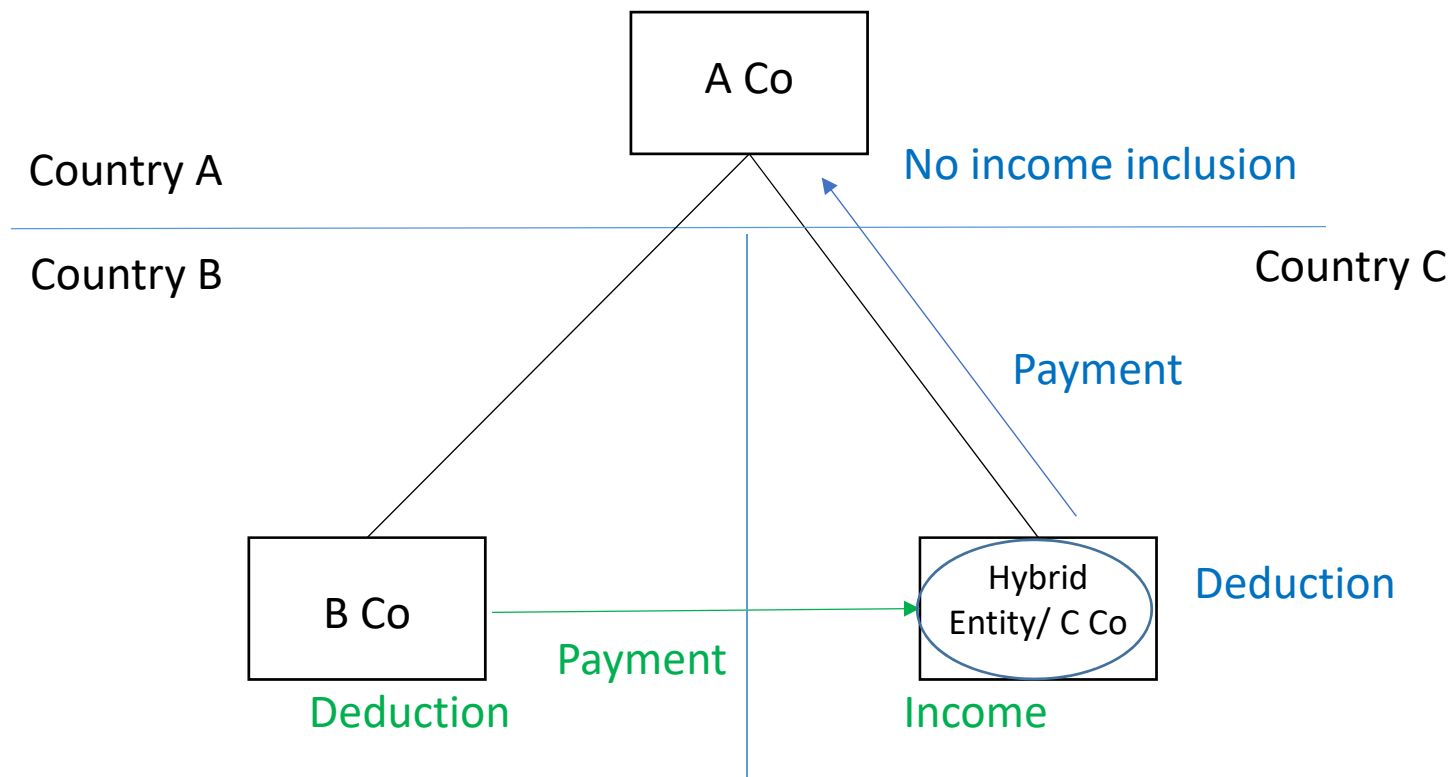 A Co
Country A
No income inclusion
Country B
Country C
Payment
Hybrid
Entity/ C Co
Deduction
B Co
Payment
Deduction
Income